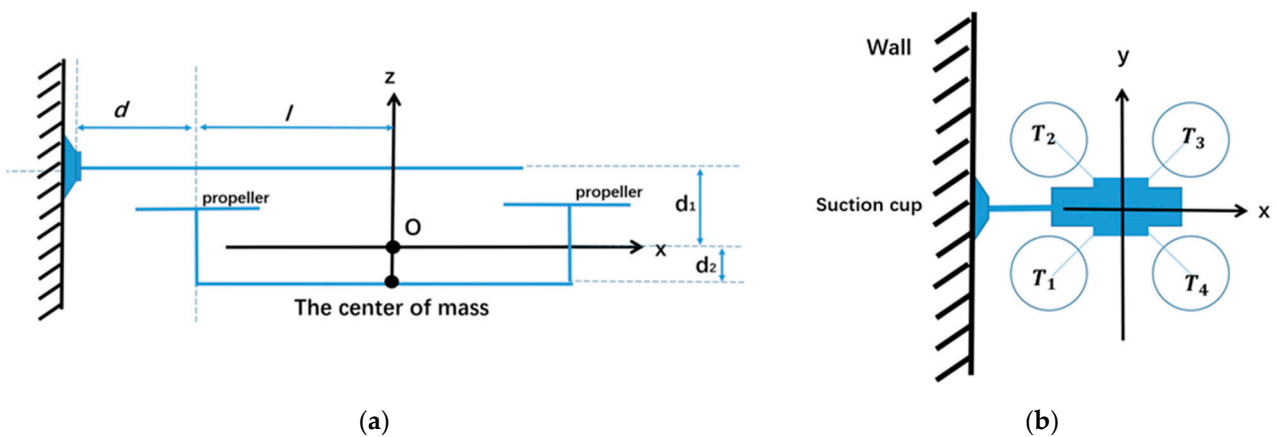 z
d
l
propeller
propeller
d1
O
x
d2
The center of mass
(a)
Wall
y
T2
T3
Suction cup
x
T1
T4
(b)